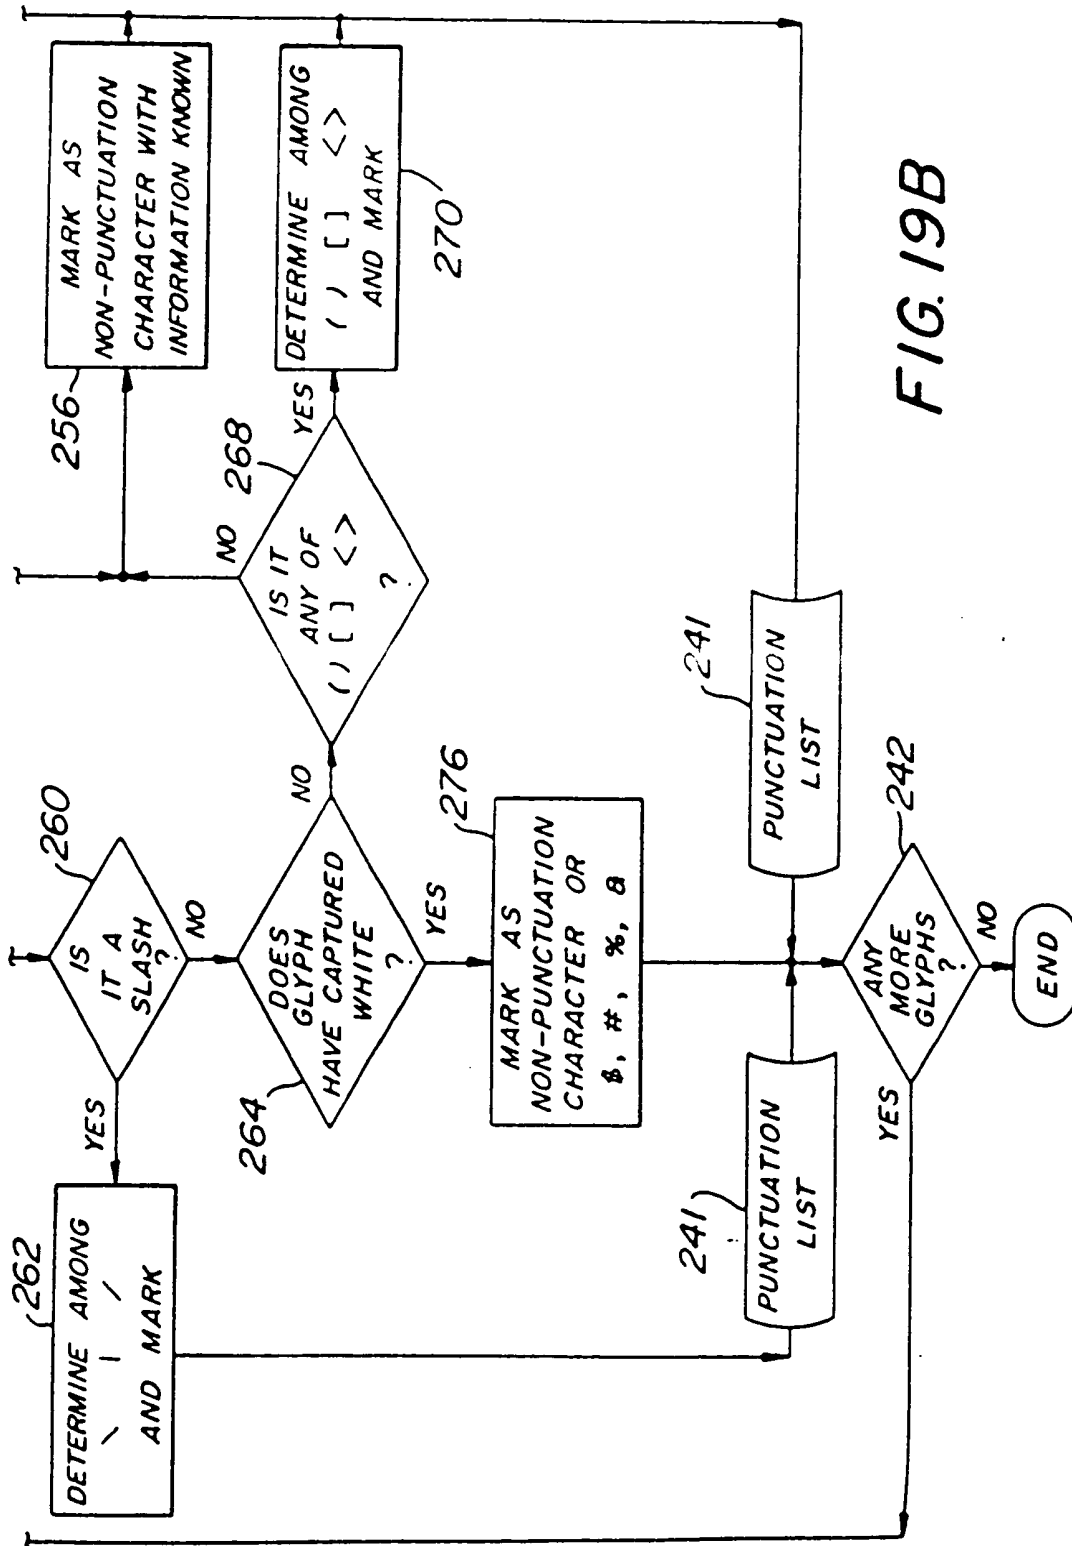 262
DETERMINE AMONG
\ | /
AND MARK
YES
260
IS
IT A
SLASH
?
NO
256
MARK AS
NON-PUNCTUATION
CHARACTER WITH
INFORMATION KNOWN
264
DOES
GLYPH
HAVE CAPTURED
WHITE
?
NO
YES
268
IS IT
ANY OF
( ) [ ] < >
?
NO
YES
DETERMINE AMONG
( ) [ ] < >
AND MARK
270
276
MARK AS
NON-PUNCTUATION
CHARACTER OR
$, #, %, &
241
PUNCTUATION
LIST
241
PUNCTUATION
LIST
242
ANY
MORE
GLYPHS
?
YES
NO
END
FIG. 19B